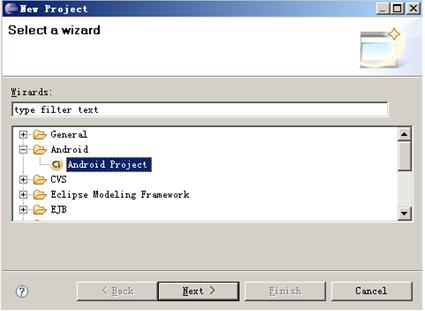 New Project
Select a wizard
Wizards:
type filter text
General
Android
Android Project
CVS
Eclipse Modeling Framework
EJB
?
< Back
Next >
Finish
Cancel